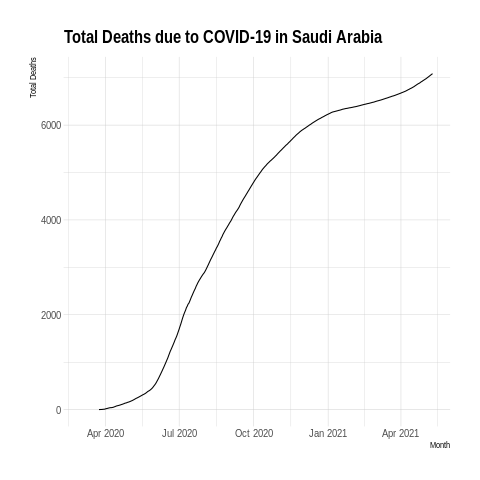 Total Deaths due to COVID-19 in Saudi Arabia
Total Deaths
6000
4000
2000
0
Apr 2020 Jul 2020 Oct 2020 Jan 2021 Apr 2021
Month